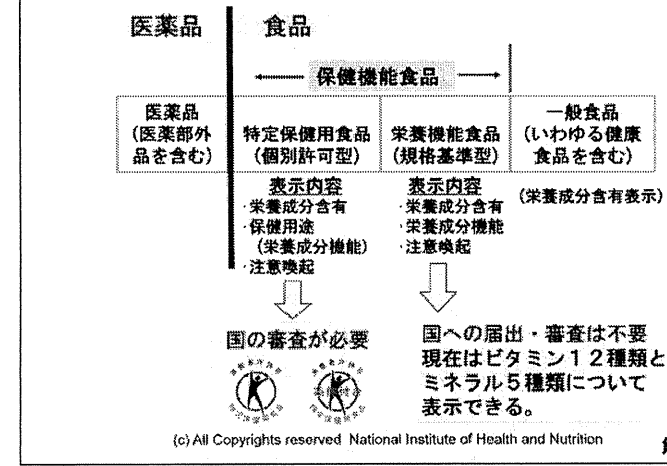 医薬品 食品
保健機能食品
医薬品
(医薬部外
品を含む)
特定保健用食品
(個別許可型)
栄養機能食品
(規格基準型)
一般食品
(いわゆる健康
食品を含む)
表示内容
・栄養成分含有
・保健用途
(栄養成分機能)
・注意喚起
表示内容
・栄養成分含有
・栄養成分機能
・注意喚起
(栄養成分含有表示)
国の審査が必要
国への届出・審査は不要
現在はビタミン12種類と
ミネラル5種類について
表示できる。
(c) All Copyrights reserved National Institute of Health and Nutrition